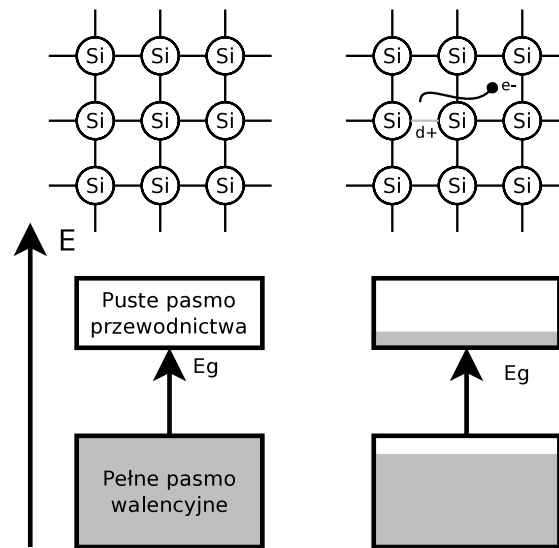 Si Si Si Si Si Si
e-
Si Si Si Si Si Si
d+
Si Si Si Si Si Si
E
Puste pasmo
przewodnictwa
Eg Eg
Pełne pasmo
walencyjne